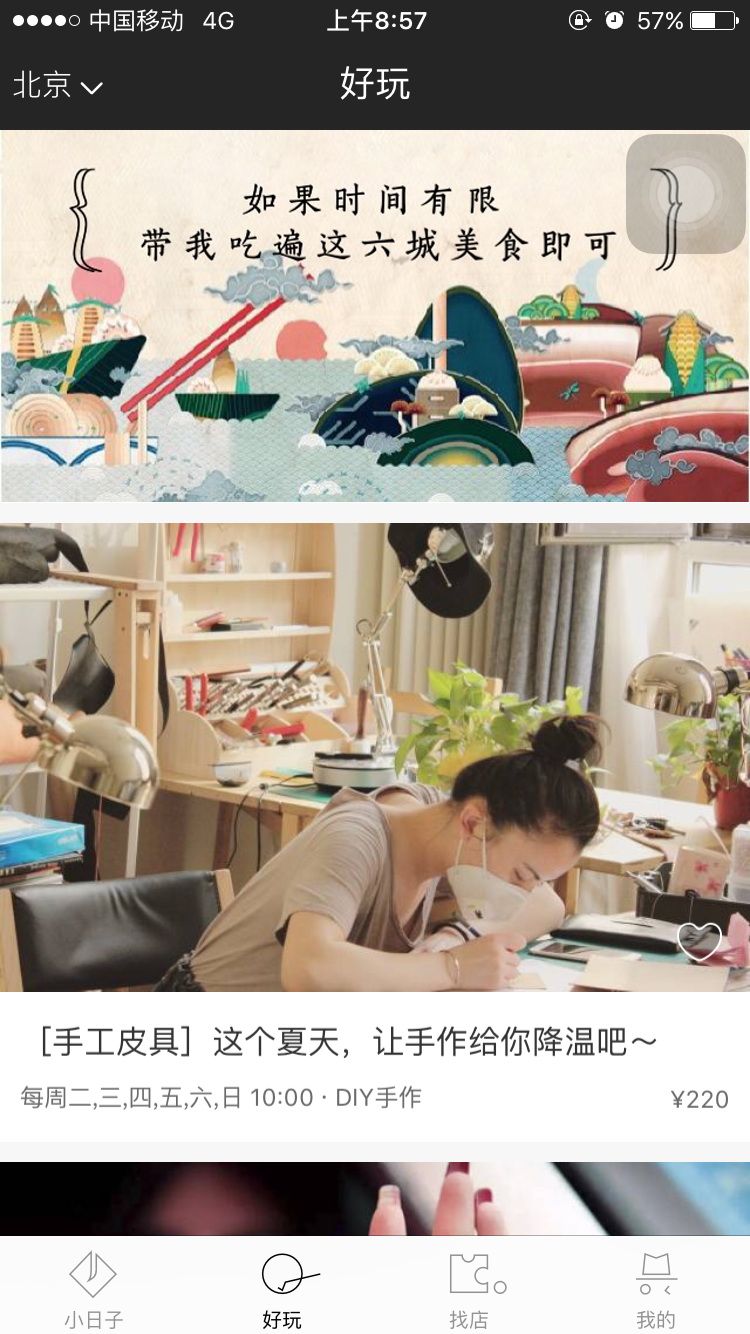 中国移动 4G 上午8:57 57%
北京 好玩
如果时间有限
带我吃遍这六城美食即可
［手工皮具］这个夏天，让手作给你降温吧～
每周二,三,四,五,六,日 10:00 · DIY手作 ¥220
小日子 好玩 找店 我的